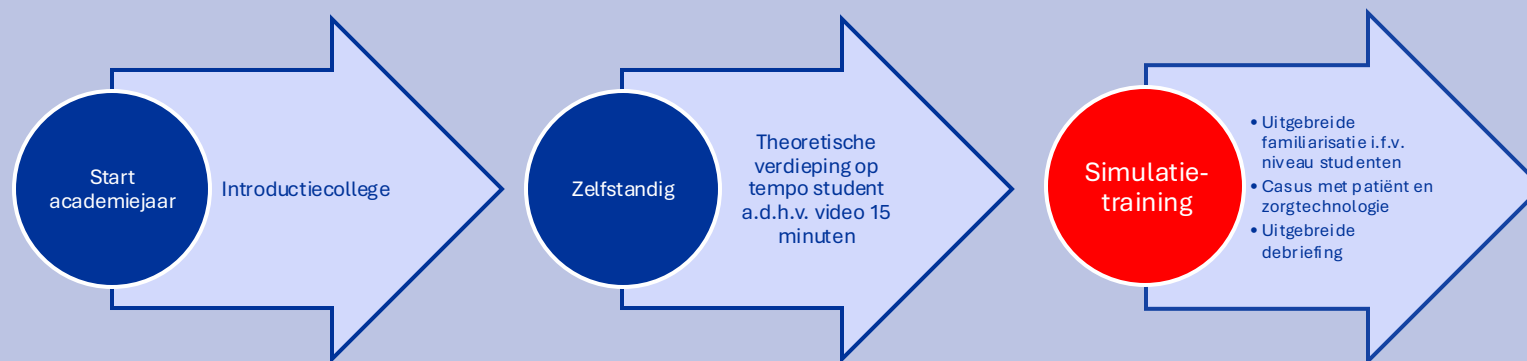 Start
academiejaar
Introductiecollege
Zelfstandig
Theoretische
verdieping op
tempo student
a.d.h.v. video 15
minuten
Simulatie-
training
• Uitgebreide
familiarisatie i.f.v.
niveau studenten
• Casus met patiënt en
zorgtechnologie
• Uitgebreide
debriefing